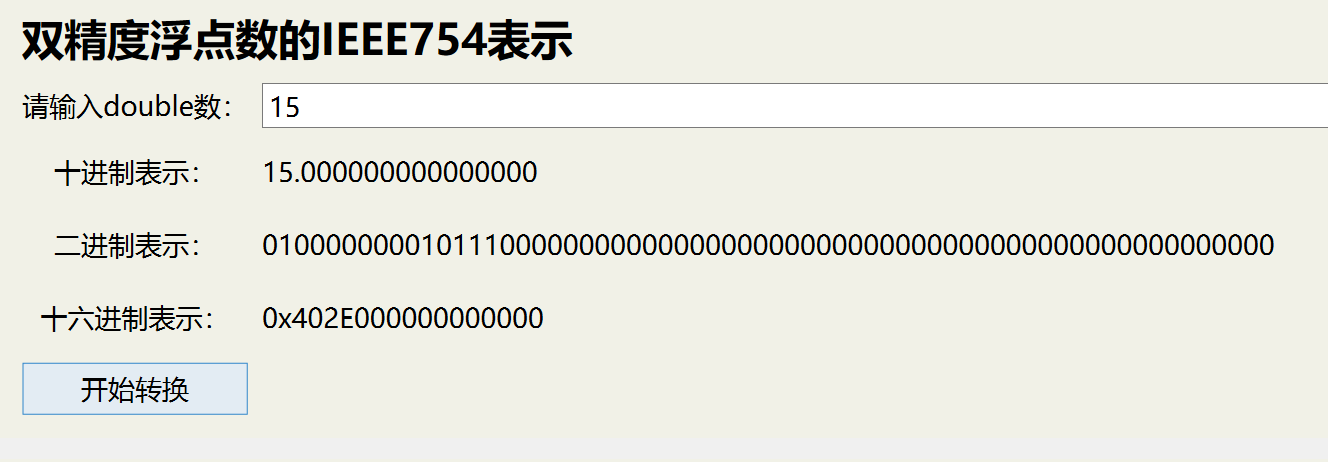 双精度浮点数的IEEE754表示
请输入double数： 15
十进制表示： 15.000000000000000
二进制表示： 0100000000101110000000000000000000000000000000000000000000000000
十六进制表示： 0x402E000000000000
开始转换